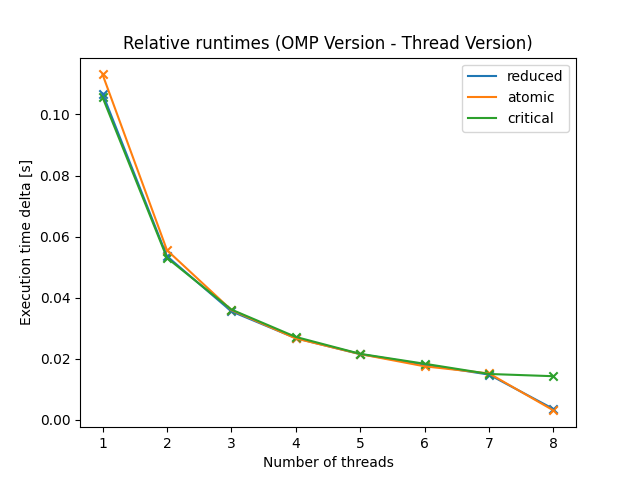 Relative runtimes (OMP Version - Thread Version)
reduced
atomic
critical
Execution time delta [s]
0.10
0.08
0.06
0.04
0.02
0.00
1 2 3 4 5 6 7 8
Number of threads